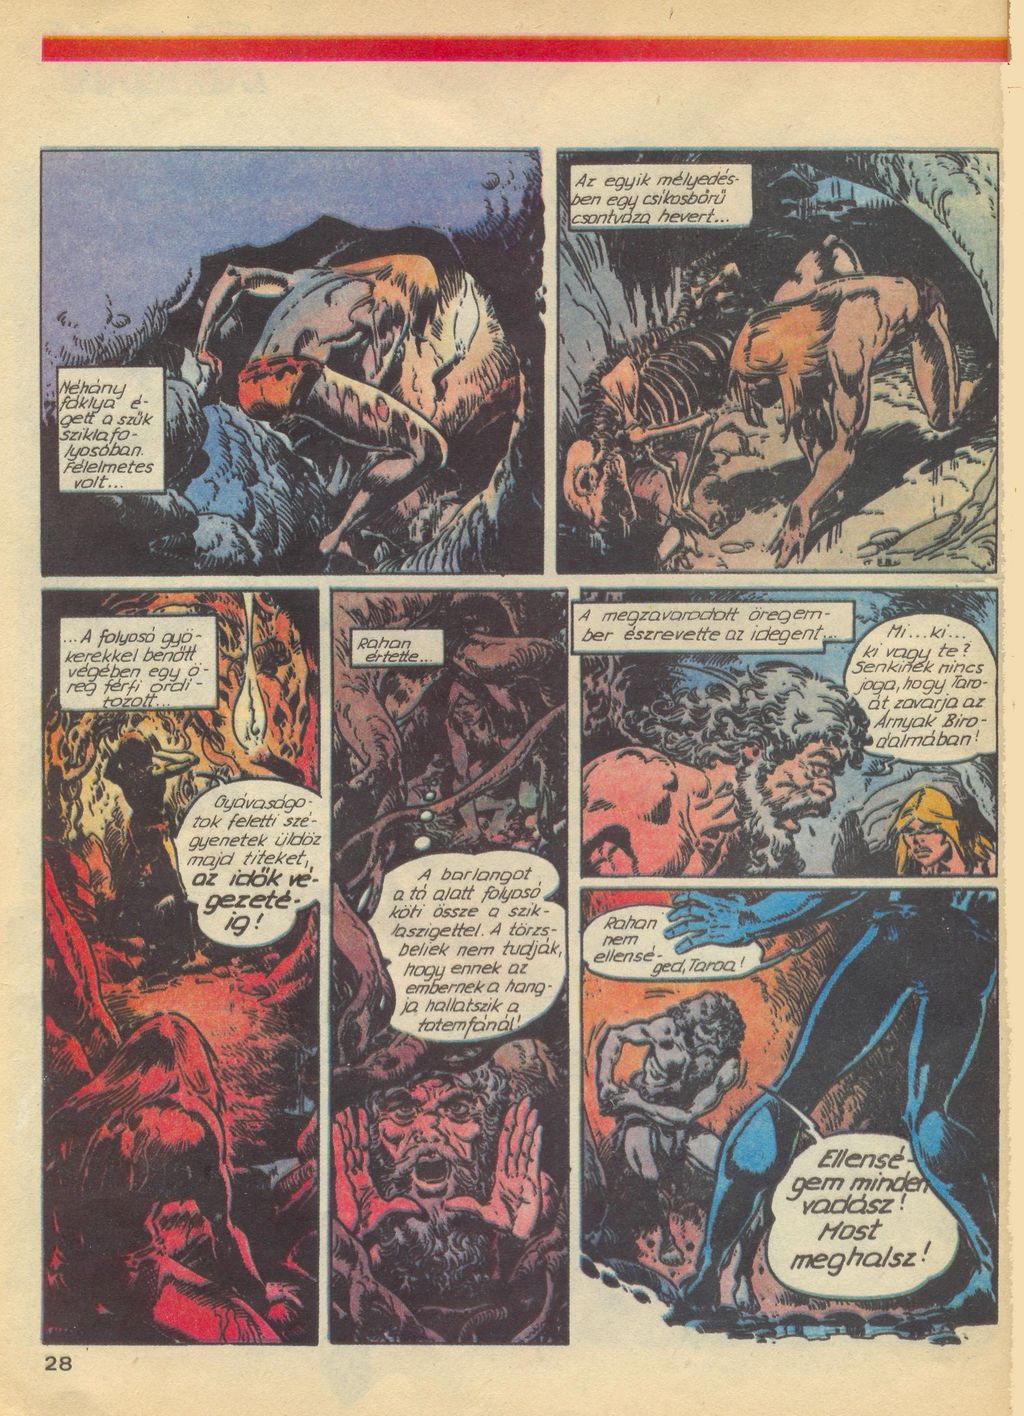 Néhány
fáklya é-
gett a szűk
sziklafo-
lyosóban.
Félelmetes
volt...
Az egyik mélyedés-
ben egy csíkosbőrű
csontváza hevert...
...A folyosó gyö-
kerekkel benőtt
végében egy ö-
reg férfi ordí-
tozott...
Gyávaságo-
tok feletti szé-
gyenetek üldöz
majd titeket,
az idők vé-
gezeté-
ig!
Rahan
értette...
A barlangot
a tó alatt folyosó
köti össze a szik-
laszigettel. A törzs-
beliek nem tudják,
hogy ennek az
embernek a hang-
ja hallatszik a
totemfánál!
A megzavarodott öregem-
ber észrevette az idegent...
Mi...ki...
ki vagy te?
Senkinek nincs
joga, hogy Taro-
át zavarja az
Árnyak Biro-
dalmában!
Rahan
nem
ellensé-
ged, Taroa!
Ellensé-
gem minden
vadász!
Most
meghalsz!
28